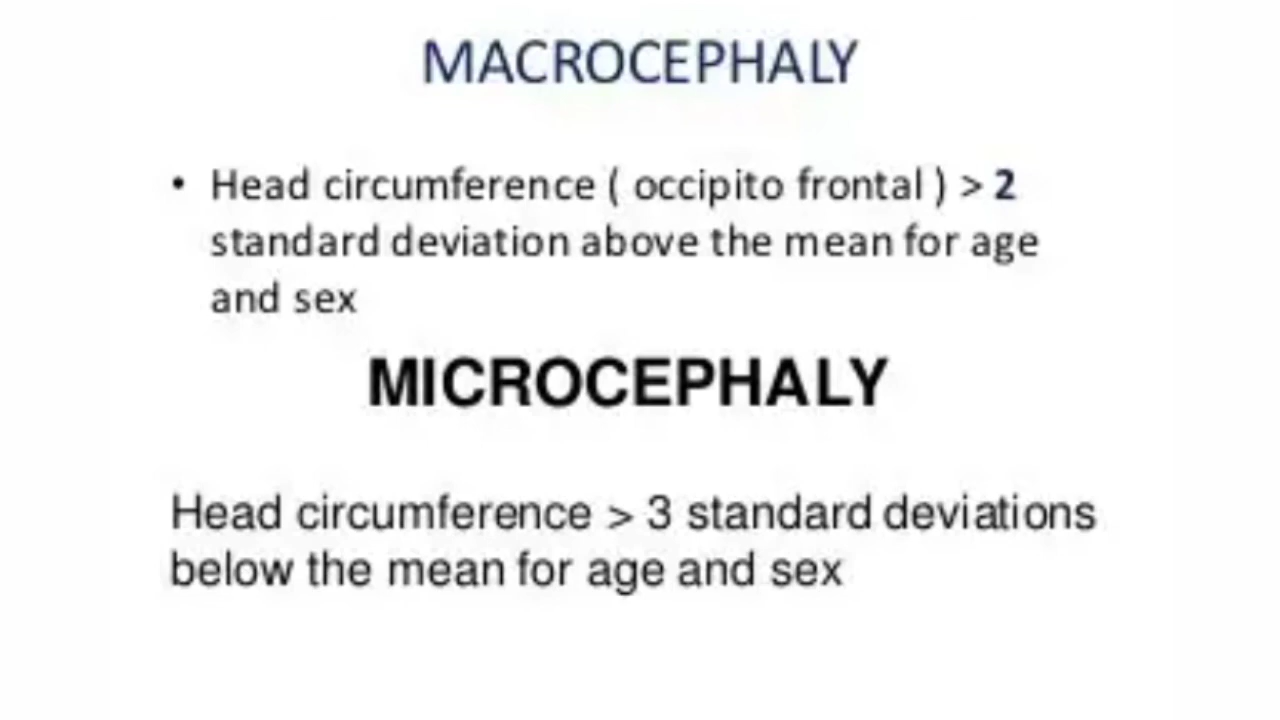 MACROCEPHALY
• Head circumference ( occipito frontal ) > 2
standard deviation above the mean for age
and sex
MICROCEPHALY
Head circumference > 3 standard deviations
below the mean for age and sex